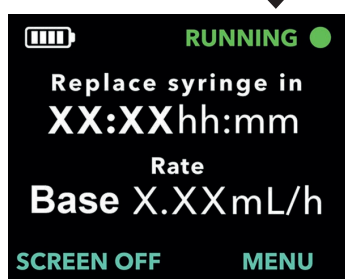 RUNNING
Replace syringe in
XX:XXhh:mm
Rate
Base X.XXmL/h
SCREEN OFF MENU